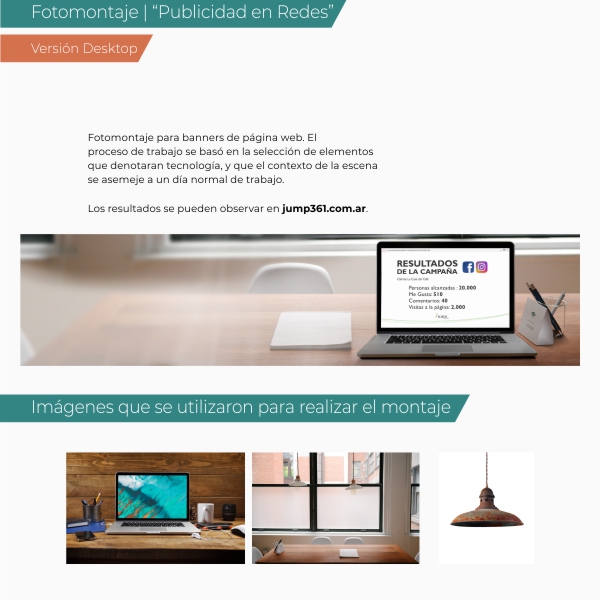 Fotomontaje | “Publicidad en Redes”
Versión Desktop
Fotomontaje para banners de página web. El
proceso de trabajo se basó en la selección de elementos
que denotaran tecnología, y que el contexto de la escena
se asemeje a un día normal de trabajo.
Los resultados se pueden observar en jump361.com.ar.
RESULTADOS
DE LA CAMPAÑA
Personas alcanzadas : 20.000
Me Gusta: 510
Comentarios: 40
Visitas a la página: 2.000
Imágenes que se utilizaron para realizar el montaje